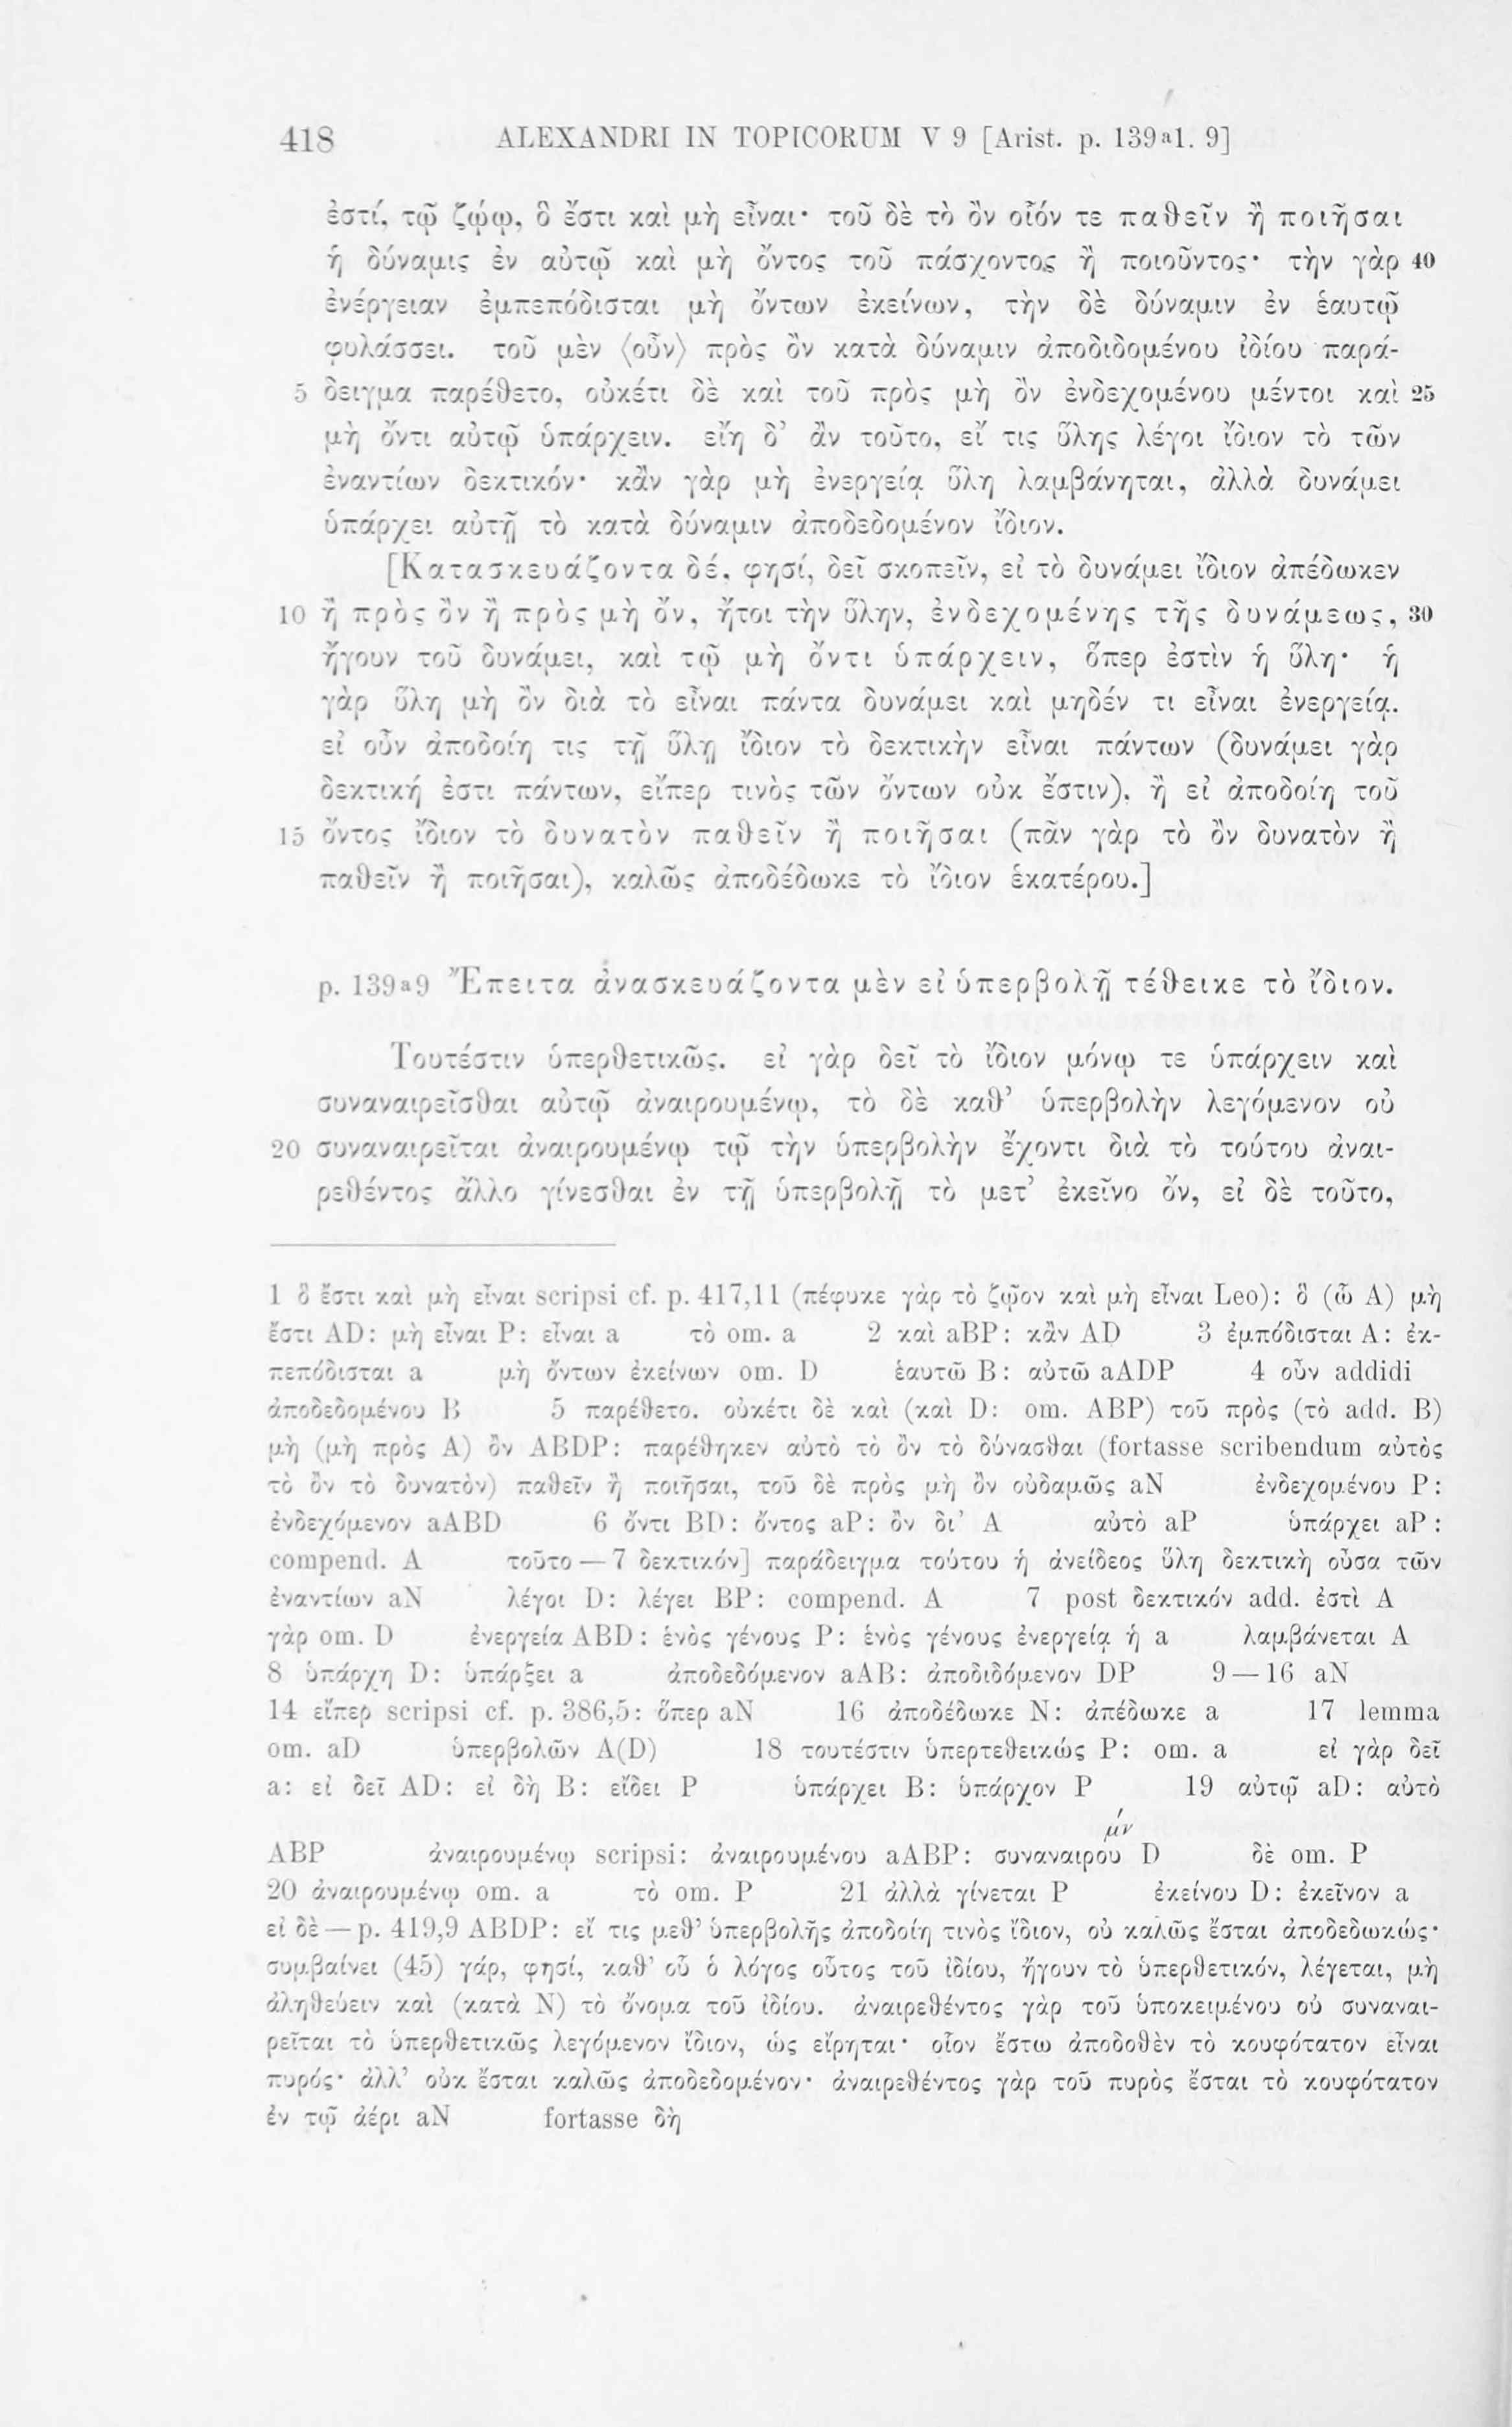 418 ALEXANDRI IN TOPICORUM V 9 [Arist. p. 139ᵃ1. 9]
ἐστί, τῷ ζῴῳ, ὃ ἔστι καὶ μὴ εἶναι· τοῦ δὲ τὸ ὂν οἷόν τε παθεῖν ἢ ποιῆσαι
ἡ δύναμις ἐν αὐτῷ καὶ μὴ ὄντος τοῦ πάσχοντος ἢ ποιοῦντος· τὴν γὰρ 40
ἐνέργειαν ἐμπεπόδισται μὴ ὄντων ἐκείνων, τὴν δὲ δύναμιν ἐν ἑαυτῷ
φυλάσσει. τοῦ μὲν ⟨οὖν⟩ πρὸς ὂν κατὰ δύναμιν ἀποδιδομένου ἰδίου παρά-
5 δειγμα παρέθετο, οὐκέτι δὲ καὶ τοῦ πρὸς μὴ ὂν ἐνδεχομένου μέντοι καὶ 25
μὴ ὄντι αὐτῷ ὑπάρχειν. εἴη δ’ ἂν τοῦτο, εἴ τις ὕλης λέγοι ἴδιον τὸ τῶν
ἐναντίων δεκτικόν· κἂν γὰρ μὴ ἐνεργείᾳ ὕλη λαμβάνηται, ἀλλὰ δυνάμει
ὑπάρχει αὐτῇ τὸ κατὰ δύναμιν ἀποδεδομένον ἴδιον.
[Κατασκευάζοντα δέ, φησί, δεῖ σκοπεῖν, εἰ τὸ δυνάμει ἴδιον ἀπέδωκεν
10 ἢ πρὸς ὂν ἢ πρὸς μὴ ὄν, ἤτοι τὴν ὕλην, ἐνδεχομένης τῆς δυνάμεως, 30
ἤγουν τοῦ δυνάμει, καὶ τῷ μὴ ὄντι ὑπάρχειν, ὅπερ ἐστὶν ἡ ὕλη· ἡ
γὰρ ὕλη μὴ ὂν διὰ τὸ εἶναι πάντα δυνάμει καὶ μηδέν τι εἶναι ἐνεργείᾳ.
εἰ οὖν ἀποδοίη τις τῇ ὕλῃ ἴδιον τὸ δεκτικὴν εἶναι πάντων (δυνάμει γὰρ
δεκτική ἐστι πάντων, εἴπερ τινὸς τῶν ὄντων οὐκ ἔστιν), ἢ εἰ ἀποδοίη τοῦ
15 ὄντος ἴδιον τὸ δυνατὸν παθεῖν ἢ ποιῆσαι (πᾶν γὰρ τὸ ὂν δυνατὸν ἢ
παθεῖν ἢ ποιῆσαι), καλῶς ἀποδέδωκε τὸ ἴδιον ἑκατέρου.]
p. 139ᵃ9 Ἔπειτα ἀνασκευάζοντα μὲν εἰ ὑπερβολῇ τέθεικε τὸ ἴδιον.
Τουτέστιν ὑπερθετικῶς. εἰ γὰρ δεῖ τὸ ἴδιον μόνῳ τε ὑπάρχειν καὶ
συναναιρεῖσθαι αὐτῷ ἀναιρουμένῳ, τὸ δὲ καθ’ ὑπερβολὴν λεγόμενον οὐ
20 συναναιρεῖται ἀναιρουμένῳ τῷ τὴν ὑπερβολὴν ἔχοντι διὰ τὸ τούτου ἀναι-
ρεθέντος ἄλλο γίνεσθαι ἐν τῇ ὑπερβολῇ τὸ μετ’ ἐκεῖνο ὄν, εἰ δὲ τοῦτο,
1 ὃ ἔστι καὶ μὴ εἶναι scripsi cf. p. 417,11 (πέφυκε γὰρ τὸ ζῷον καὶ μὴ εἶναι Leo): ὃ (ὦ A) μὴ
ἔστι AD: μὴ εἶναι P: εἶναι a τὸ om. a 2 καὶ aBP: κἂν AD 3 ἐμπόδισται A: ἐκ-
πεπόδισται a μὴ ὄντων ἐκείνων om. D ἑαυτῶ B: αὐτῶ aADP 4 οὖν addidi
ἀποδεδομένου B 5 παρέθετο. οὐκέτι δὲ καὶ (καὶ D: om. ABP) τοῦ πρὸς (τὸ add. B)
μὴ (μὴ πρὸς A) ὂν ABDP: παρέθηκεν αὐτὸ τὸ ὂν τὸ δύνασθαι (fortasse scribendum αὐτὸς
τὸ ὂν τὸ δυνατὸν) παθεῖν ἢ ποιῆσαι, τοῦ δὲ πρὸς μὴ ὂν οὐδαμῶς aN ἐνδεχομένου P:
ἐνδεχόμενον aABD 6 ὄντι BD: ὄντος aP: ὂν δι’ A αὐτὸ aP ὑπάρχει aP:
compend. A τοῦτο — 7 δεκτικόν] παράδειγμα τούτου ἡ ἀνείδεος ὕλη δεκτικὴ οὖσα τῶν
ἐναντίων aN λέγοι D: λέγει BP: compend. A 7 post δεκτικόν add. ἐστὶ A
γὰρ om. D ἐνεργεία ABD: ἑνὸς γένους P: ἑνὸς γένους ἐνεργείᾳ ἡ a λαμβάνεται A
8 ὑπάρχη D: ὑπάρξει a ἀποδεδόμενον aAB: ἀποδιδόμενον DP 9—16 aN
14 εἴπερ scripsi cf. p. 386,5: ὅπερ aN 16 ἀποδέδωκε N: ἀπέδωκε a 17 lemma
om. aD ὑπερβολῶν A(D) 18 τουτέστιν ὑπερτεθεικώς P: om. a εἰ γὰρ δεῖ
a: εἰ δεῖ AD: εἰ δὴ B: εἴδει P ὑπάρχει B: ὑπάρχον P 19 αὐτῷ aD: αὐτὸ
ABP ἀναιρουμένῳ scripsi: ἀναιρουμένου aABP: συναναιρού μν D δὲ om. P
20 ἀναιρουμένῳ om. a τὸ om. P 21 ἀλλὰ γίνεται P ἐκείνου D: ἐκεῖνον a
εἰ δὲ — p. 419,9 ABDP: εἴ τις μεθ’ ὑπερβολῆς ἀποδοίη τινὸς ἴδιον, οὐ καλῶς ἔσται ἀποδεδωκώς·
συμβαίνει (45) γάρ, φησί, καθ’ οὗ ὁ λόγος οὗτος τοῦ ἰδίου, ἤγουν τὸ ὑπερθετικόν, λέγεται, μὴ
ἀληθεύειν καὶ (κατὰ N) τὸ ὄνομα τοῦ ἰδίου. ἀναιρεθέντος γὰρ τοῦ ὑποκειμένου οὐ συναναι-
ρεῖται τὸ ὑπερθετικῶς λεγόμενον ἴδιον, ὡς εἴρηται· οἷον ἔστω ἀποδοθὲν τὸ κουφότατον εἶναι
πυρός· ἀλλ’ οὐκ ἔσται καλῶς ἀποδεδομένον· ἀναιρεθέντος γὰρ τοῦ πυρὸς ἔσται τὸ κουφότατον
ἐν τῷ ἀέρι aN fortasse δὴ